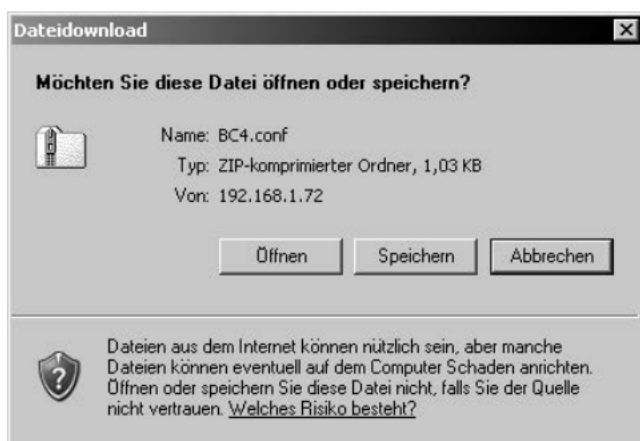 Dateidownload
Möchten Sie diese Datei öffnen oder speichern?
Name: BC4.conf
Typ: ZIP-komprimierter Ordner, 1,03 KB
Von: 192.168.1.72
Öffnen Speichern Abbrechen
Dateien aus dem Internet können nützlich sein, aber manche
Dateien können eventuell auf dem Computer Schaden anrichten.
Öffnen oder speichern Sie diese Datei nicht, falls Sie der Quelle
nicht vertrauen. Welches Risiko besteht?